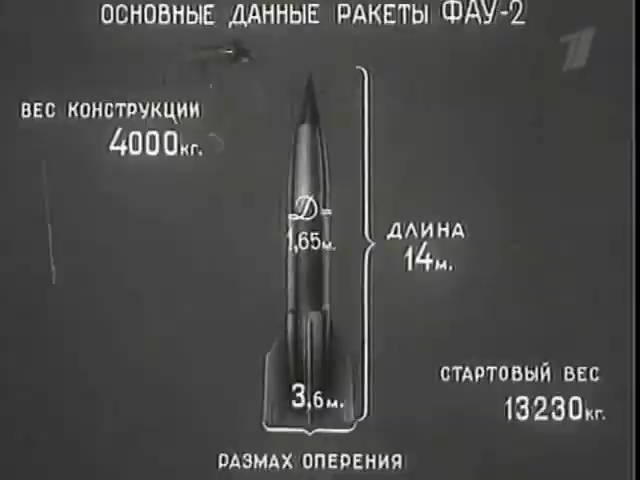 ОСНОВНЫЕ ДАННЫЕ РАКЕТЫ ФАУ-2
ВЕС КОНСТРУКЦИИ
4000кг.
Д-
1,65м.
ДЛИНА
14м.
СТАРТОВЫЙ ВЕС
13230кг.
3,6м.
РАЗМАХ ОПЕРЕНИЯ